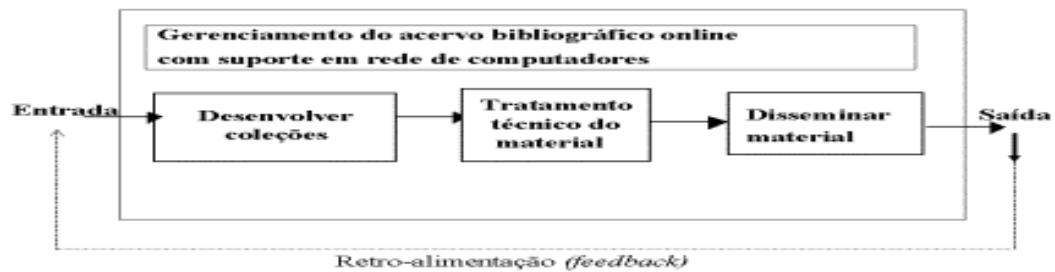 Gerenciamento do acervo bibliográfico online
com suporte em rede de computadores
Entrada
Desenvolver
coleções
Tratamento
técnico do
material
Disseminar
material
Saída
Retro-alimentação (feedback)